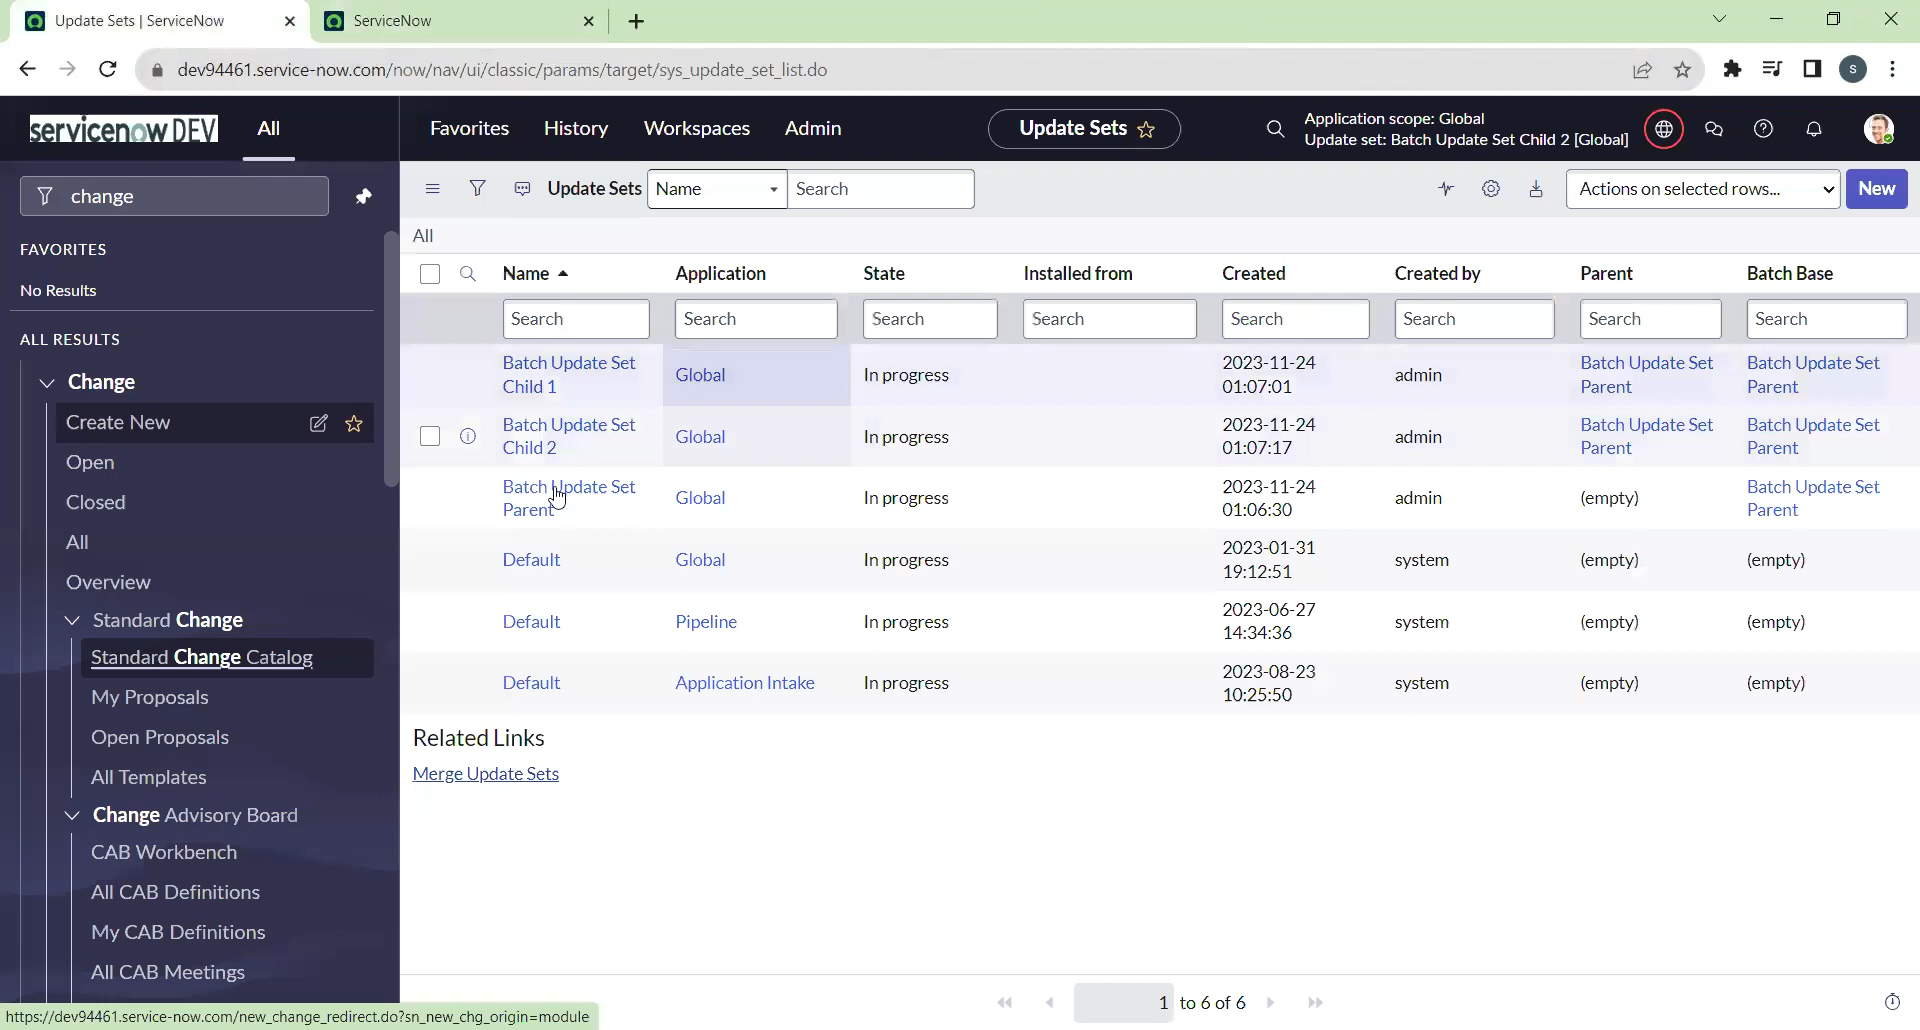 Update Sets | ServiceNow
ServiceNow
dev94461.service-now.com/now/nav/ui/classic/params/target/sys_update_set_list.do
S
servicenow DEV
All
Favorites
History
Workspaces
Admin
Update Sets
Application scope: Global
Update set: Batch Update Set Child 2 [Global]
change
FAVORITES
No Results
ALL RESULTS
Change
Create New
Open
Closed
All
Overview
Standard Change
Standard Change Catalog
My Proposals
Open Proposals
All Templates
Change Advisory Board
CAB Workbench
All CAB Definitions
My CAB Definitions
All CAB Meetings
Update Sets
Name
Search
Actions on selected rows...
New
All
Name Application State Installed from Created Created by Parent Batch Base
Search Search Search Search Search Search Search Search
Batch Update Set Child 1
Global
In progress
2023-11-24 01:07:01
admin
Batch Update Set Parent
Batch Update Set Parent
Batch Update Set Child 2
Global
In progress
2023-11-24 01:07:17
admin
Batch Update Set Parent
Batch Update Set Parent
Batch Update Set Parent
Global
In progress
2023-11-24 01:06:30
admin
(empty)
Batch Update Set Parent
Default
Global
In progress
2023-01-31 19:12:51
system
(empty)
(empty)
Default
Pipeline
In progress
2023-06-27 14:34:36
system
(empty)
(empty)
Default
Application Intake
In progress
2023-08-23 10:25:50
system
(empty)
(empty)
Related Links
Merge Update Sets
1 to 6 of 6
https://dev94461.service-now.com/new_change_redirect.do?sn_new_chg_origin=module